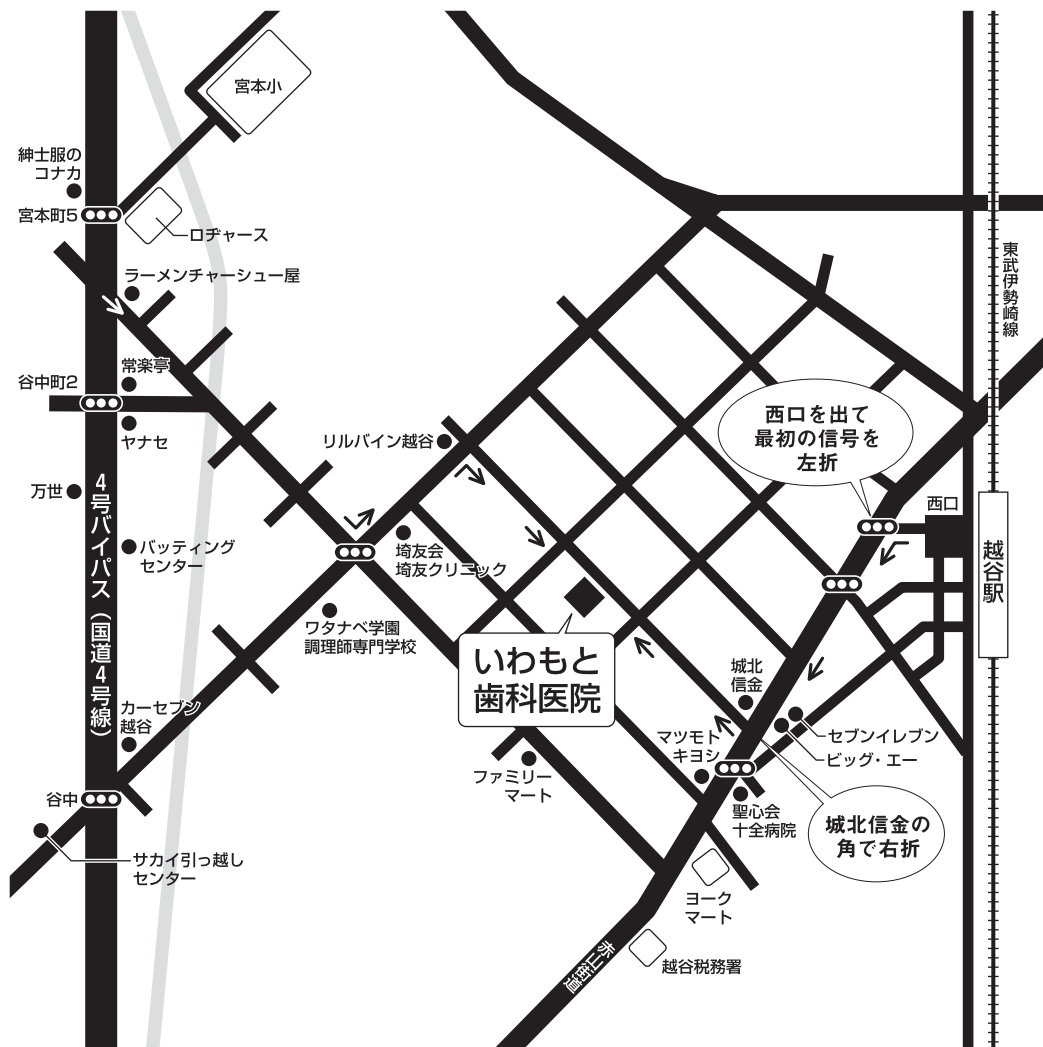 宮本小
紳士服の
コナカ
宮本町5
ロヂャース
ラーメンチャーシュー屋
東武伊勢崎線
常楽亭
谷中町2
ヤナセ
リルバイン越谷
西口を出て
最初の信号を
左折
万世
4号バイパス(国道4号線)
西口
越谷駅
バッティング
センター
埼友会
埼友クリニック
ワタナベ学園
調理師専門学校
いわもと
歯科医院
城北
信金
カーセブン
越谷
マツモト
キヨシ
セブンイレブン
ビッグ・エー
ファミリー
マート
谷中
聖心会
十全病院
城北信金の
角で右折
サカイ引っ越し
センター
ヨーク
マート
赤山街道
越谷税務署